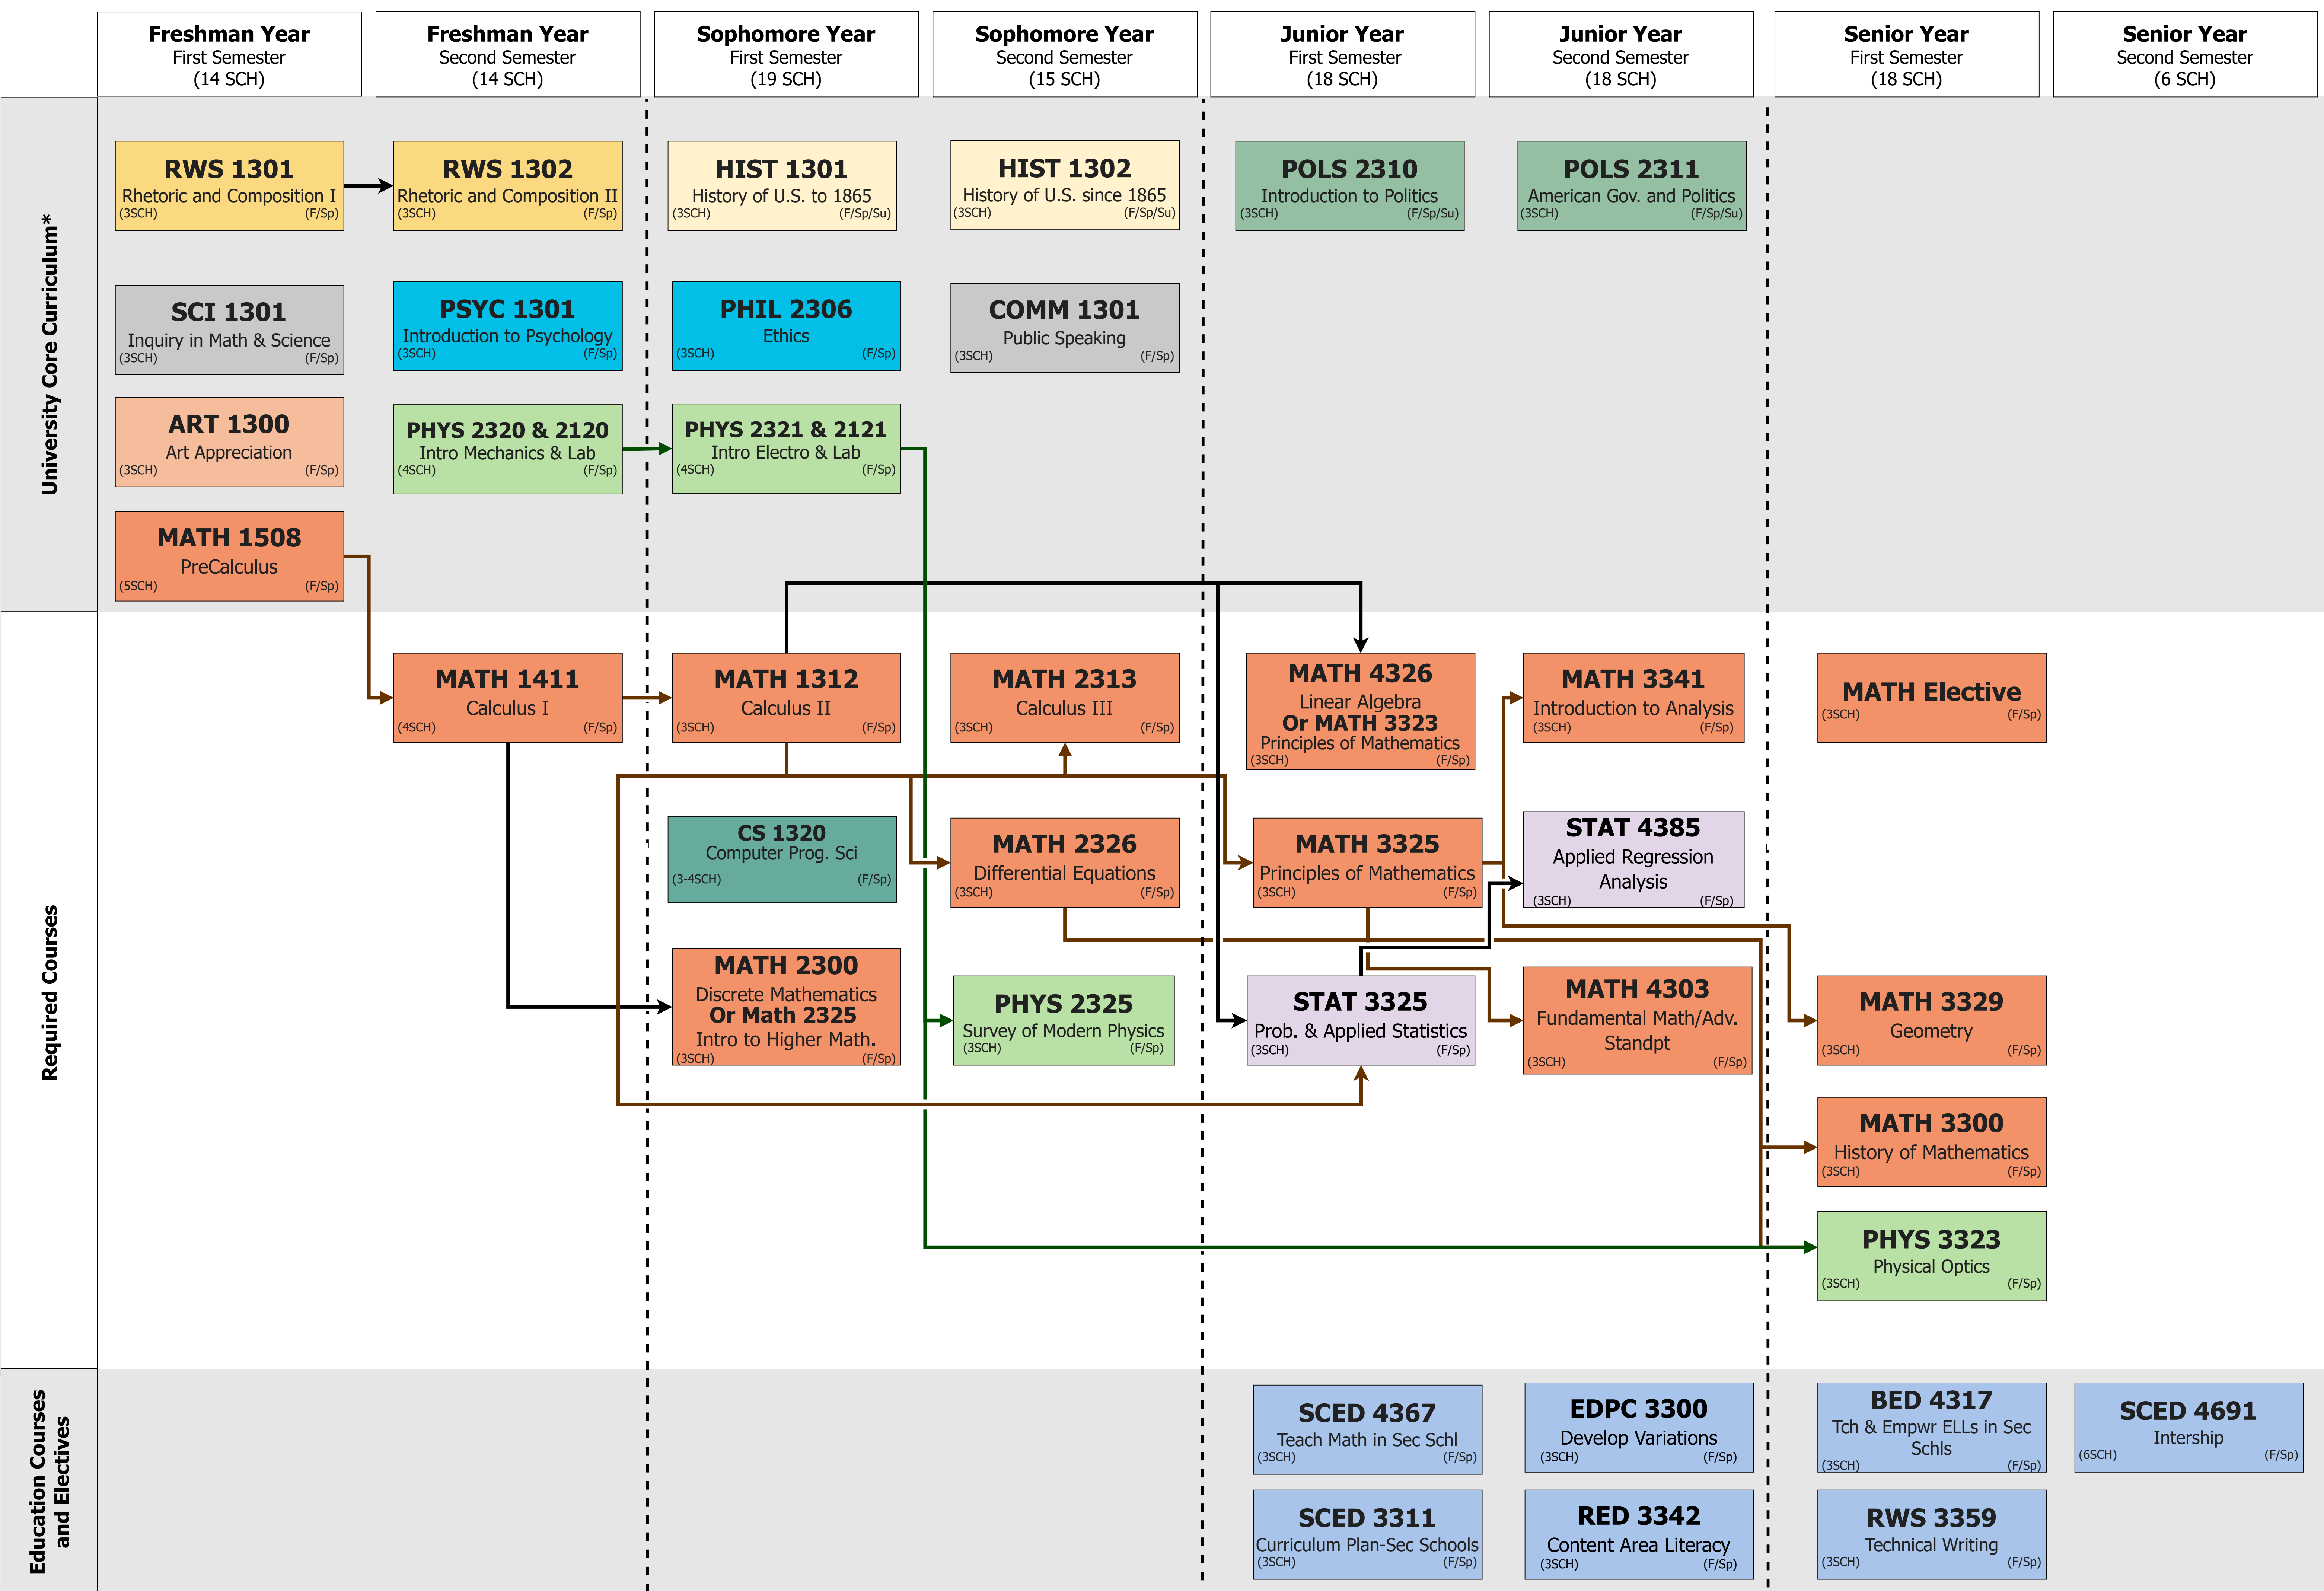 Freshman Year
First Semester
(14 SCH)
Freshman Year
Second Semester
(14 SCH)
Sophomore Year
First Semester
(19 SCH)
Sophomore Year
Second Semester
(15 SCH)
Junior Year
First Semester
(18 SCH)
Junior Year
Second Semester
(18 SCH)
Senior Year
First Semester
(18 SCH)
Senior Year
Second Semester
(6 SCH)
University Core Curriculum*
RWS 1301
Rhetoric and Composition I
(3SCH) (F/Sp)
RWS 1302
Rhetoric and Composition II
(3SCH) (F/Sp)
HIST 1301
History of U.S. to 1865
(3SCH) (F/Sp/Su)
HIST 1302
History of U.S. since 1865
(3SCH) (F/Sp/Su)
POLS 2310
Introduction to Politics
(3SCH) (F/Sp/Su)
POLS 2311
American Gov. and Politics
(3SCH) (F/Sp/Su)
SCI 1301
Inquiry in Math & Science
(3SCH) (F/Sp)
PSYC 1301
Introduction to Psychology
(3SCH) (F/Sp)
PHIL 2306
Ethics
(3SCH) (F/Sp)
COMM 1301
Public Speaking
(3SCH) (F/Sp)
ART 1300
Art Appreciation
(3SCH) (F/Sp)
PHYS 2320 & 2120
Intro Mechanics & Lab
(4SCH) (F/Sp)
PHYS 2321 & 2121
Intro Electro & Lab
(4SCH) (F/Sp)
MATH 1508
PreCalculus
(5SCH) (F/Sp)
Required Courses
MATH 1411
Calculus I
(4SCH) (F/Sp)
MATH 1312
Calculus II
(3SCH) (F/Sp)
MATH 2313
Calculus III
(3SCH) (F/Sp)
MATH 4326
Linear Algebra
Or MATH 3323
Principles of Mathematics
(3SCH) (F/Sp)
MATH 3341
Introduction to Analysis
(3SCH) (F/Sp)
MATH Elective
(3SCH) (F/Sp)
CS 1320
Computer Prog. Sci
(3-4SCH) (F/Sp)
MATH 2326
Differential Equations
(3SCH) (F/Sp)
MATH 3325
Principles of Mathematics
(3SCH) (F/Sp)
STAT 4385
Applied Regression
Analysis
(3SCH) (F/Sp)
MATH 2300
Discrete Mathematics
Or Math 2325
Intro to Higher Math.
(3SCH) (F/Sp)
PHYS 2325
Survey of Modern Physics
(3SCH) (F/Sp)
STAT 3325
Prob. & Applied Statistics
(3SCH) (F/Sp)
MATH 4303
Fundamental Math/Adv.
Standpt
(3SCH) (F/Sp)
MATH 3329
Geometry
(3SCH) (F/Sp)
MATH 3300
History of Mathematics
(3SCH) (F/Sp)
PHYS 3323
Physical Optics
(3SCH) (F/Sp)
Education Courses
and Electives
SCED 4367
Teach Math in Sec Schl
(3SCH) (F/Sp)
EDPC 3300
Develop Variations
(3SCH) (F/Sp)
BED 4317
Tch & Empwr ELLs in Sec
Schls
(3SCH) (F/Sp)
SCED 4691
Intership
(6SCH) (F/Sp)
SCED 3311
Curriculum Plan-Sec Schools
(3SCH) (F/Sp)
RED 3342
Content Area Literacy
(3SCH) (F/Sp)
RWS 3359
Technical Writing
(3SCH) (F/Sp)